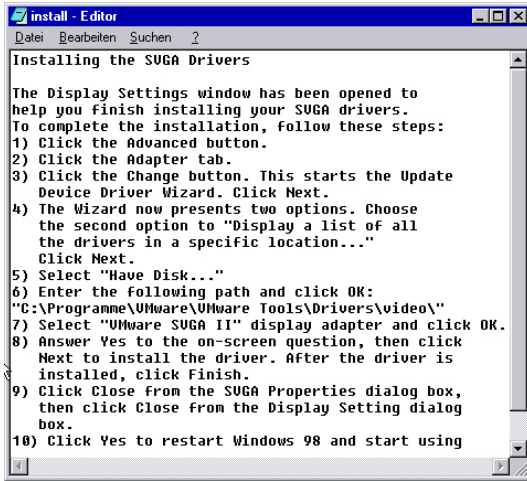 install - Editor
Datei Bearbeiten Suchen ?
Installing the SVGA Drivers
The Display Settings window has been opened to
help you finish installing your SVGA drivers.
To complete the installation, follow these steps:
1) Click the Advanced button.
2) Click the Adapter tab.
3) Click the Change button. This starts the Update
Device Driver Wizard. Click Next.
4) The Wizard now presents two options. Choose
the second option to "Display a list of all
the drivers in a specific location..."
Click Next.
5) Select "Have Disk..."
6) Enter the following path and click OK:
"C:\Programme\VMware\VMware Tools\Drivers\video\"
7) Select "VMware SVGA II" display adapter and click OK.
8) Answer Yes to the on-screen question, then click
Next to install the driver. After the driver is
installed, click Finish.
9) Click Close from the SVGA Properties dialog box,
then click Close from the Display Setting dialog
box.
10) Click Yes to restart Windows 98 and start using